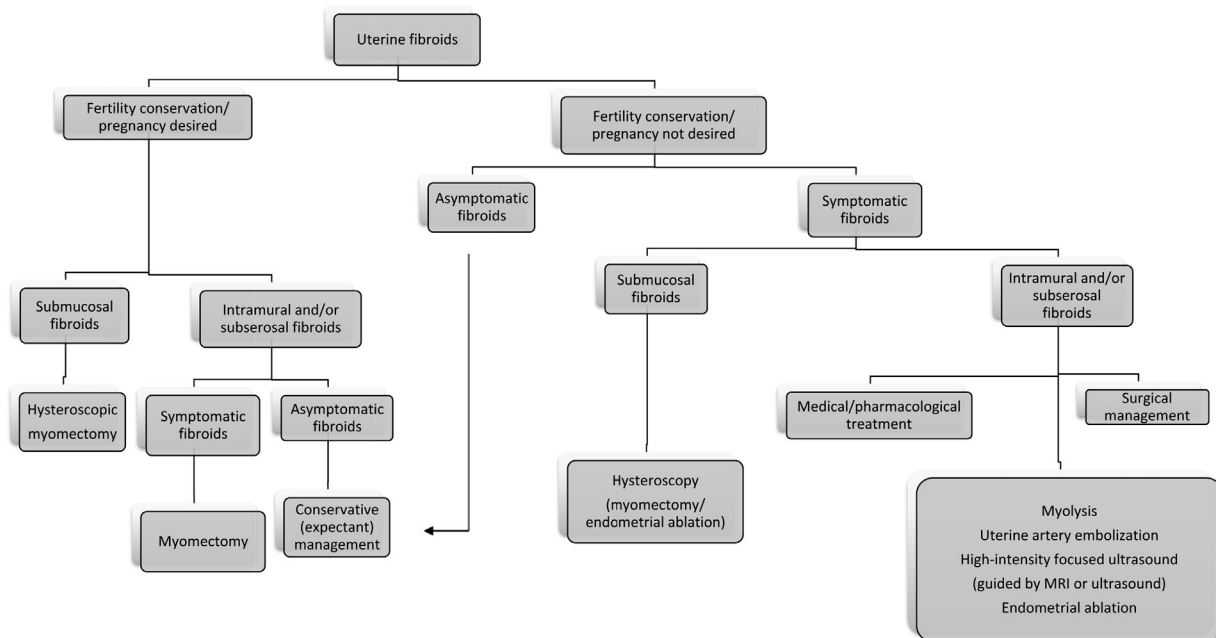 Uterine fibroids
Fertility conservation/
pregnancy desired
Fertility conservation/
pregnancy not desired
Asymptomatic
fibroids
Symptomatic
fibroids
Submucosal
fibroids
Intramural and/or
subserosal fibroids
Submucosal
fibroids
Intramural and/or
subserosal
fibroids
Hysteroscopic
myomectomy
Symptomatic
fibroids
Asymptomatic
fibroids
Medical/pharmacological
treatment
Surgical
management
Myomectomy
Conservative
(expectant)
management
Hysteroscopy
(myomectomy/
endometrial ablation)
Myolysis
Uterine artery embolization
High-intensity focused ultrasound
(guided by MRI or ultrasound)
Endometrial ablation